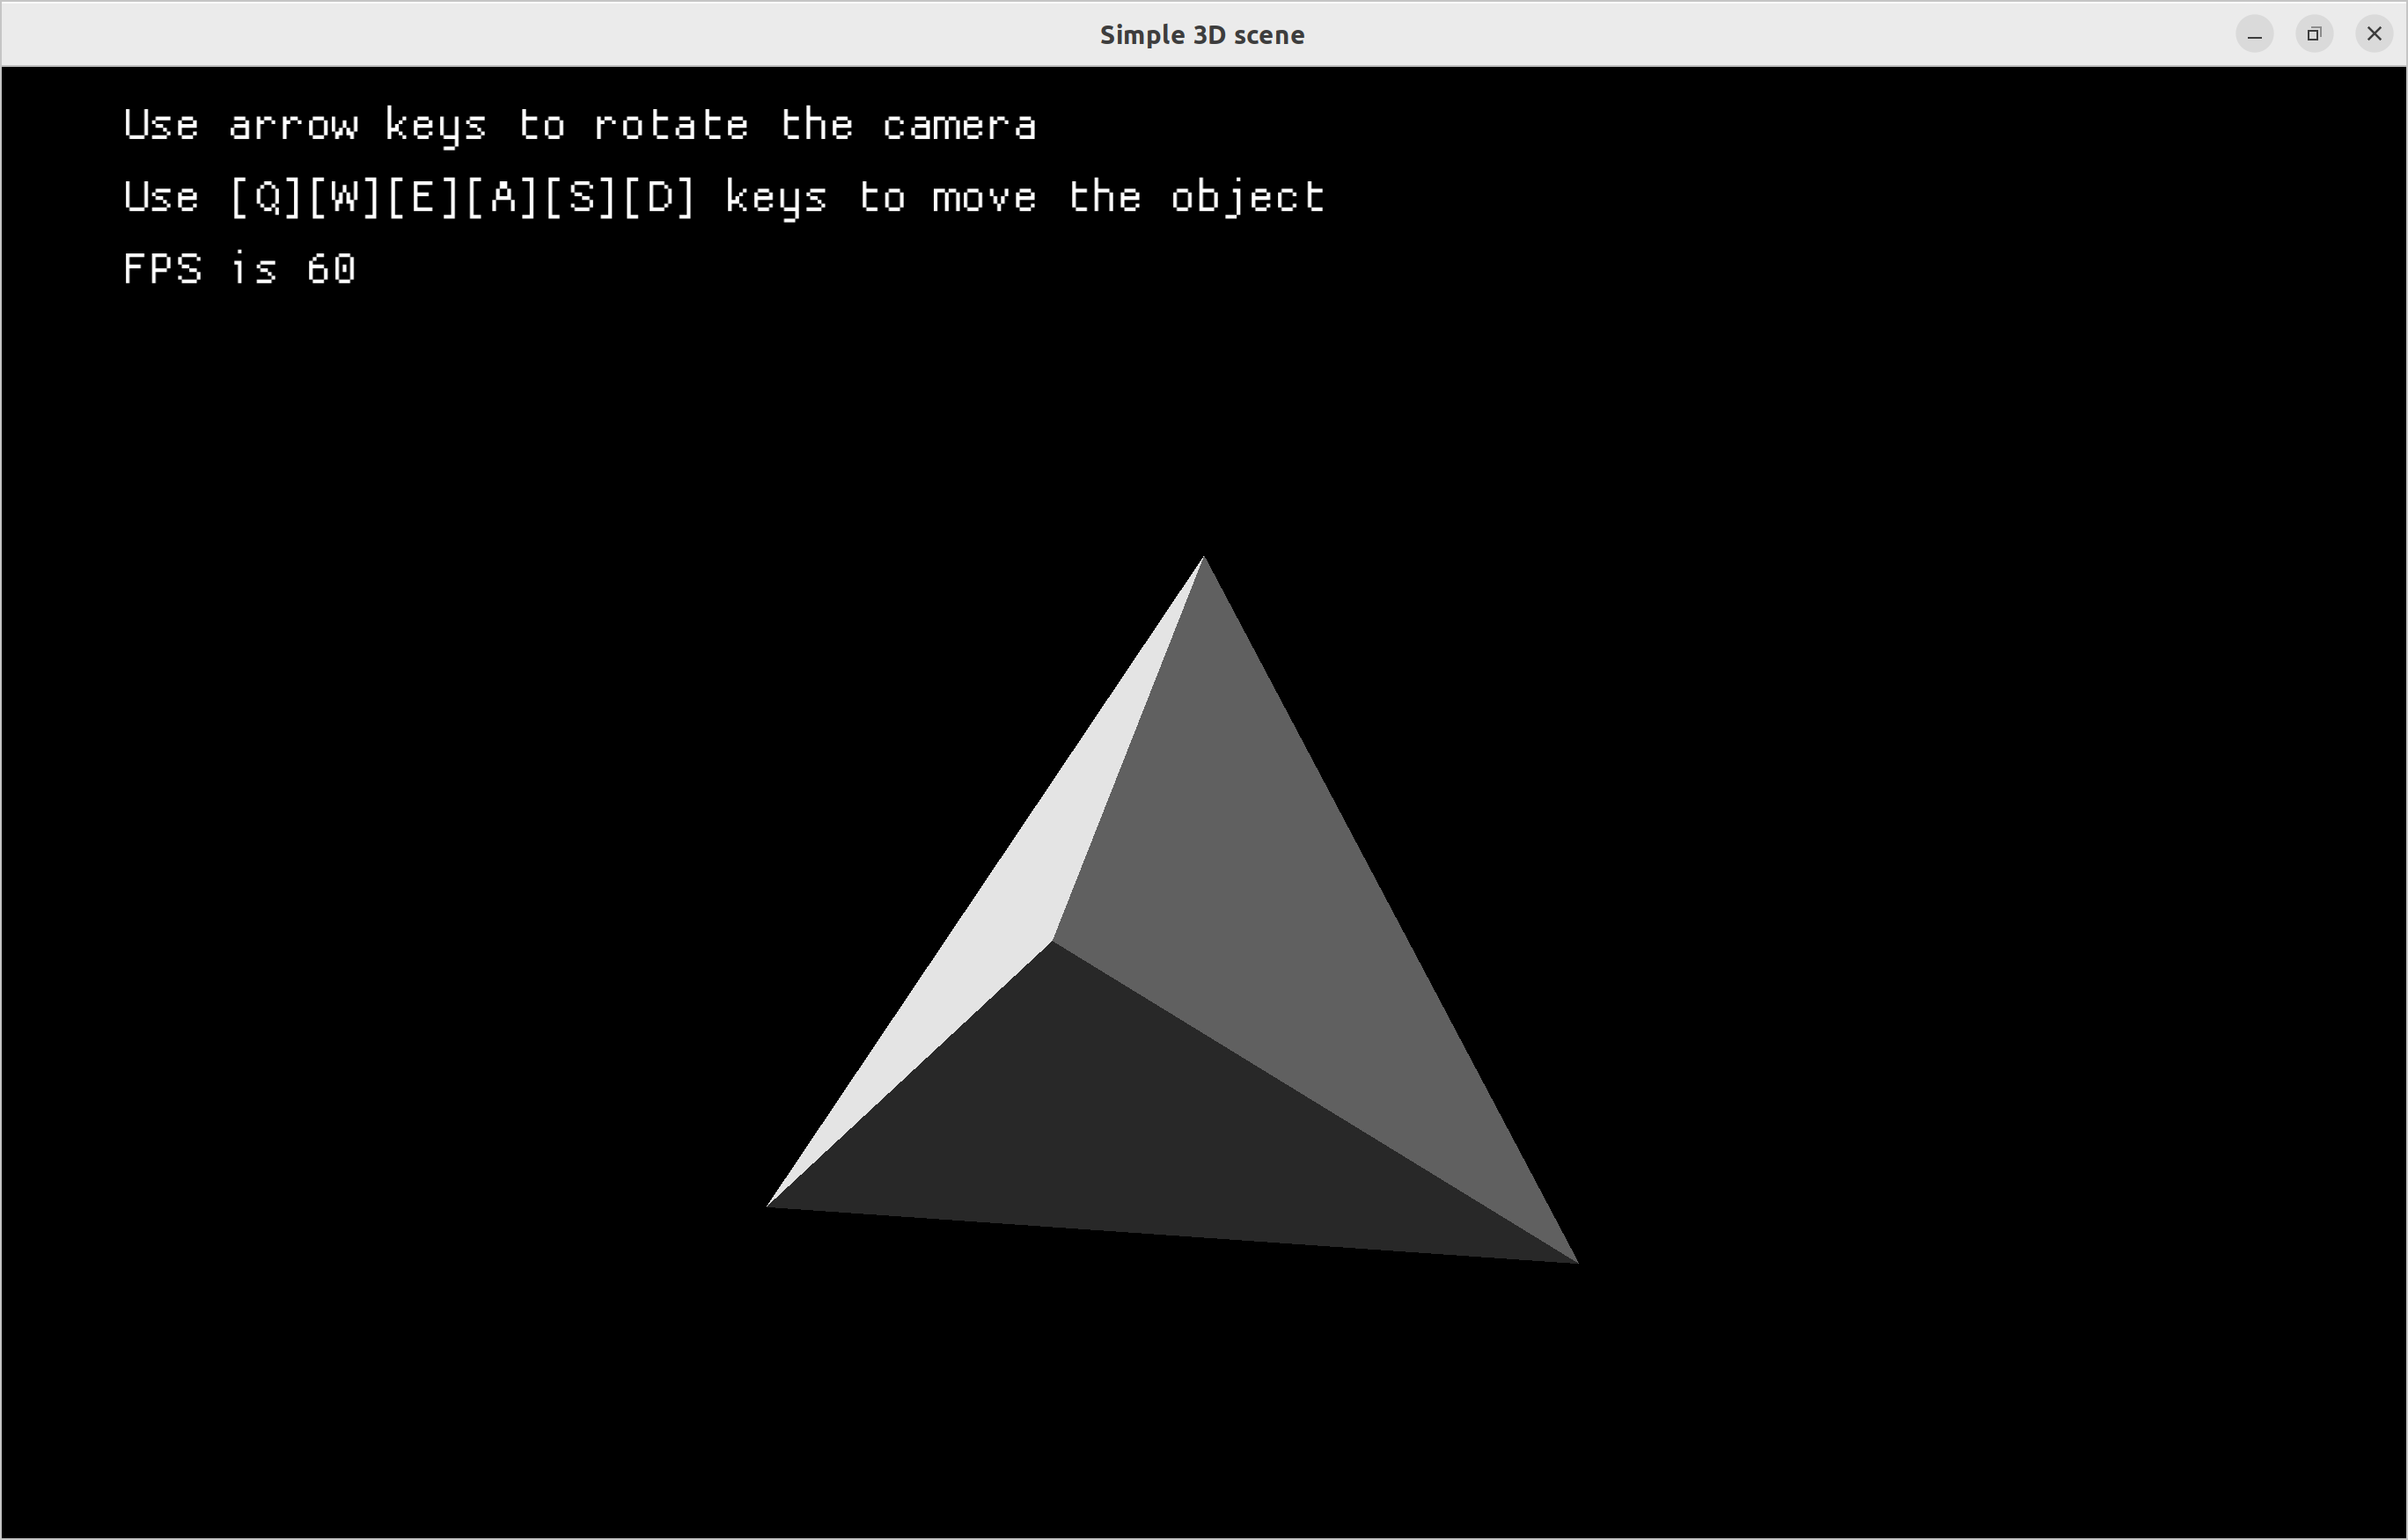 Simple 3D scene
Use arrow keys to rotate the camera
Use [Q][W][E][A][S][D] keys to move the object
FPS is 60